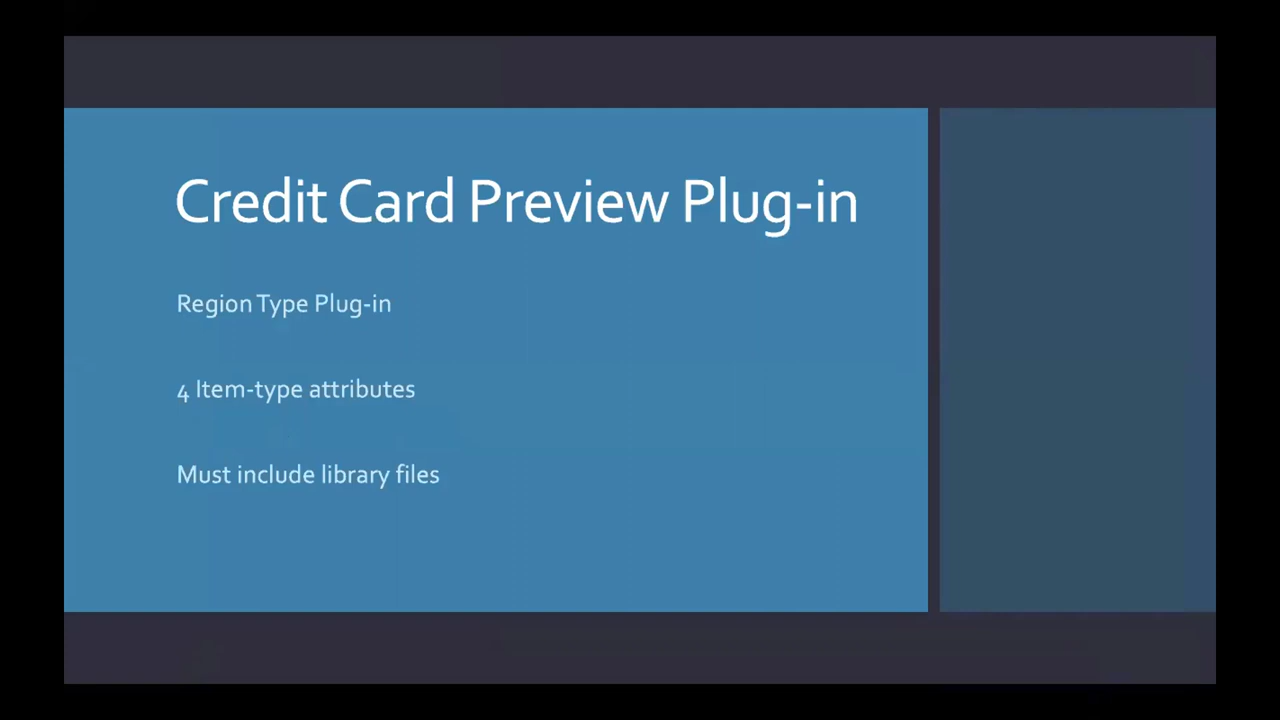 Credit Card Preview Plug-in
Region Type Plug-in
4 Item-type attributes
Must include library files